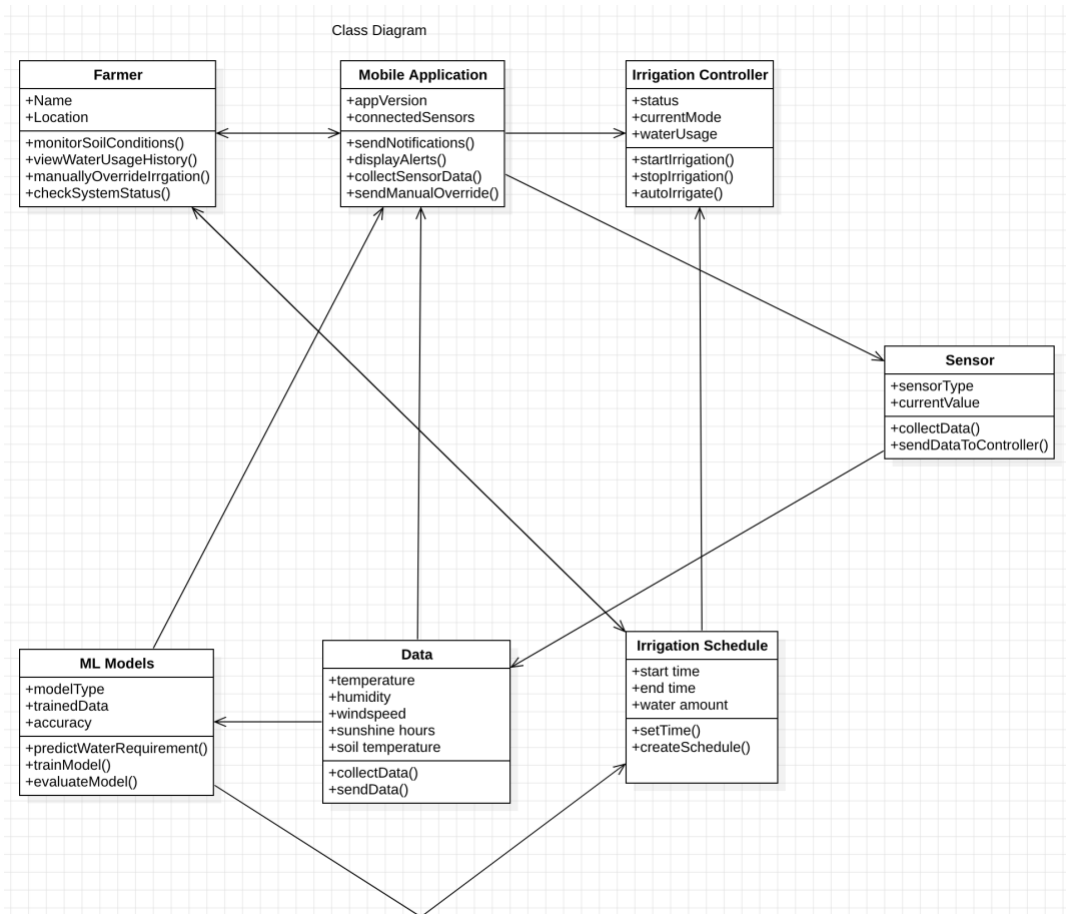 Class Diagram
Farmer
+Name
+Location
+monitorSoilConditions()
+viewWaterUsageHistory()
+manuallyOverrideIrrgation()
+checkSystemStatus()
Mobile Application
+appVersion
+connectedSensors
+sendNotifications()
+displayAlerts()
+collectSensorData()
+sendManualOverride()
Irrigation Controller
+status
+currentMode
+waterUsage
+startIrrigation()
+stopIrrigation()
+autoIrrigate()
Sensor
+sensorType
+currentValue
+collectData()
+sendDataToController()
ML Models
+modelType
+trainedData
+accuracy
+predictWaterRequirement()
+trainModel()
+evaluateModel()
Data
+temperature
+humidity
+windspeed
+sunshine hours
+soil temperature
+collectData()
+sendData()
Irrigation Schedule
+start time
+end time
+water amount
+setTime()
+createSchedule()